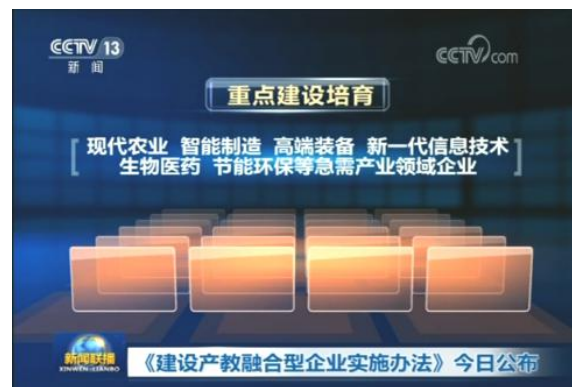 CCTV 13
新闻
CCTV.com
重点建设培育
现代农业 智能制造 高端装备 新一代信息技术
生物医药 节能环保等急需产业领域企业
新闻联播
XINWEN-LIANBO
《建设产教融合型企业实施办法》今日公布